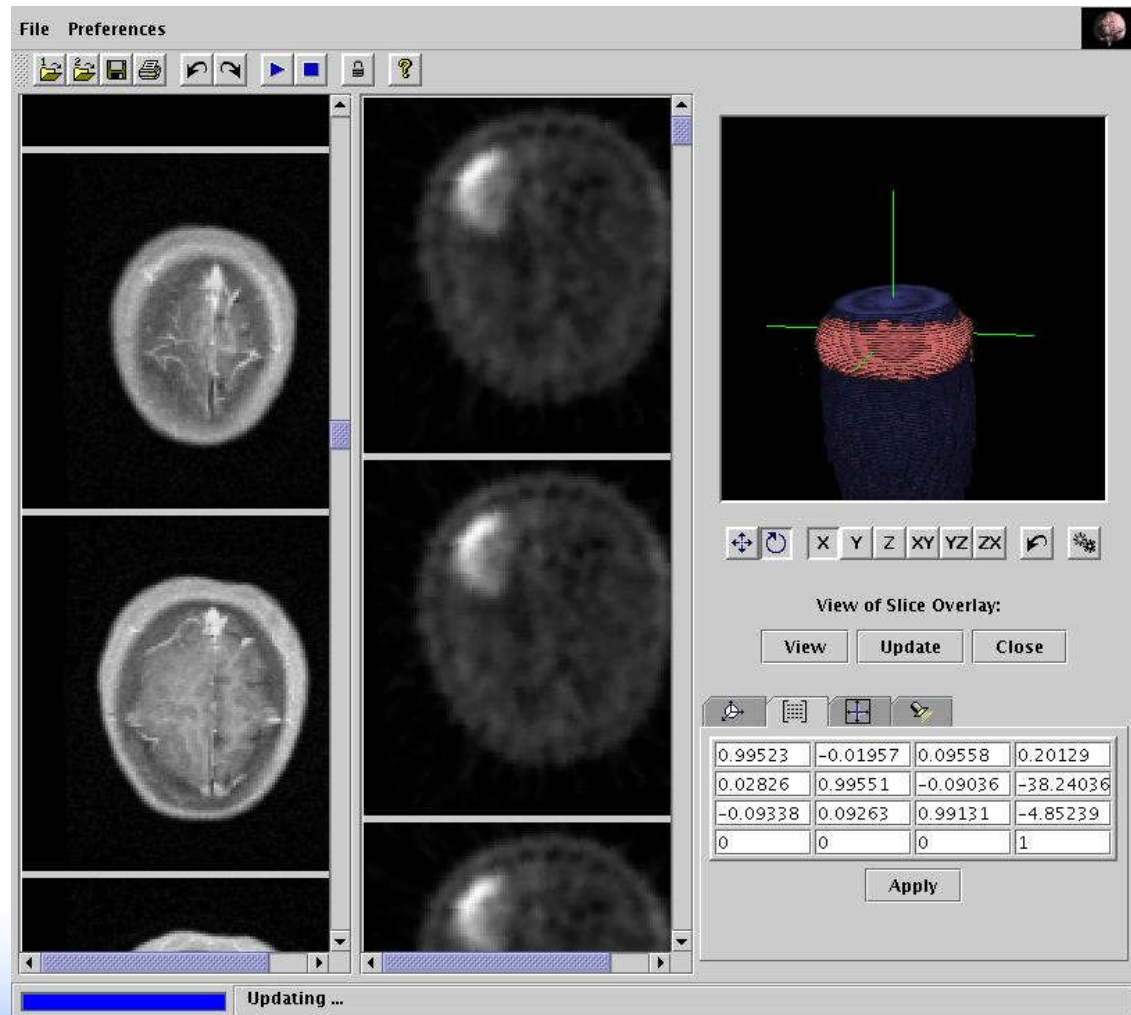 File Preferences
1 2 ?
X Y Z XY YZ ZX
View of Slice Overlay:
View Update Close
0.99523 -0.01957 0.09558 0.20129
0.02826 0.99551 -0.09036 -38.24036
-0.09338 0.09263 0.99131 -4.85239
0 0 0 1
Apply
Updating ...